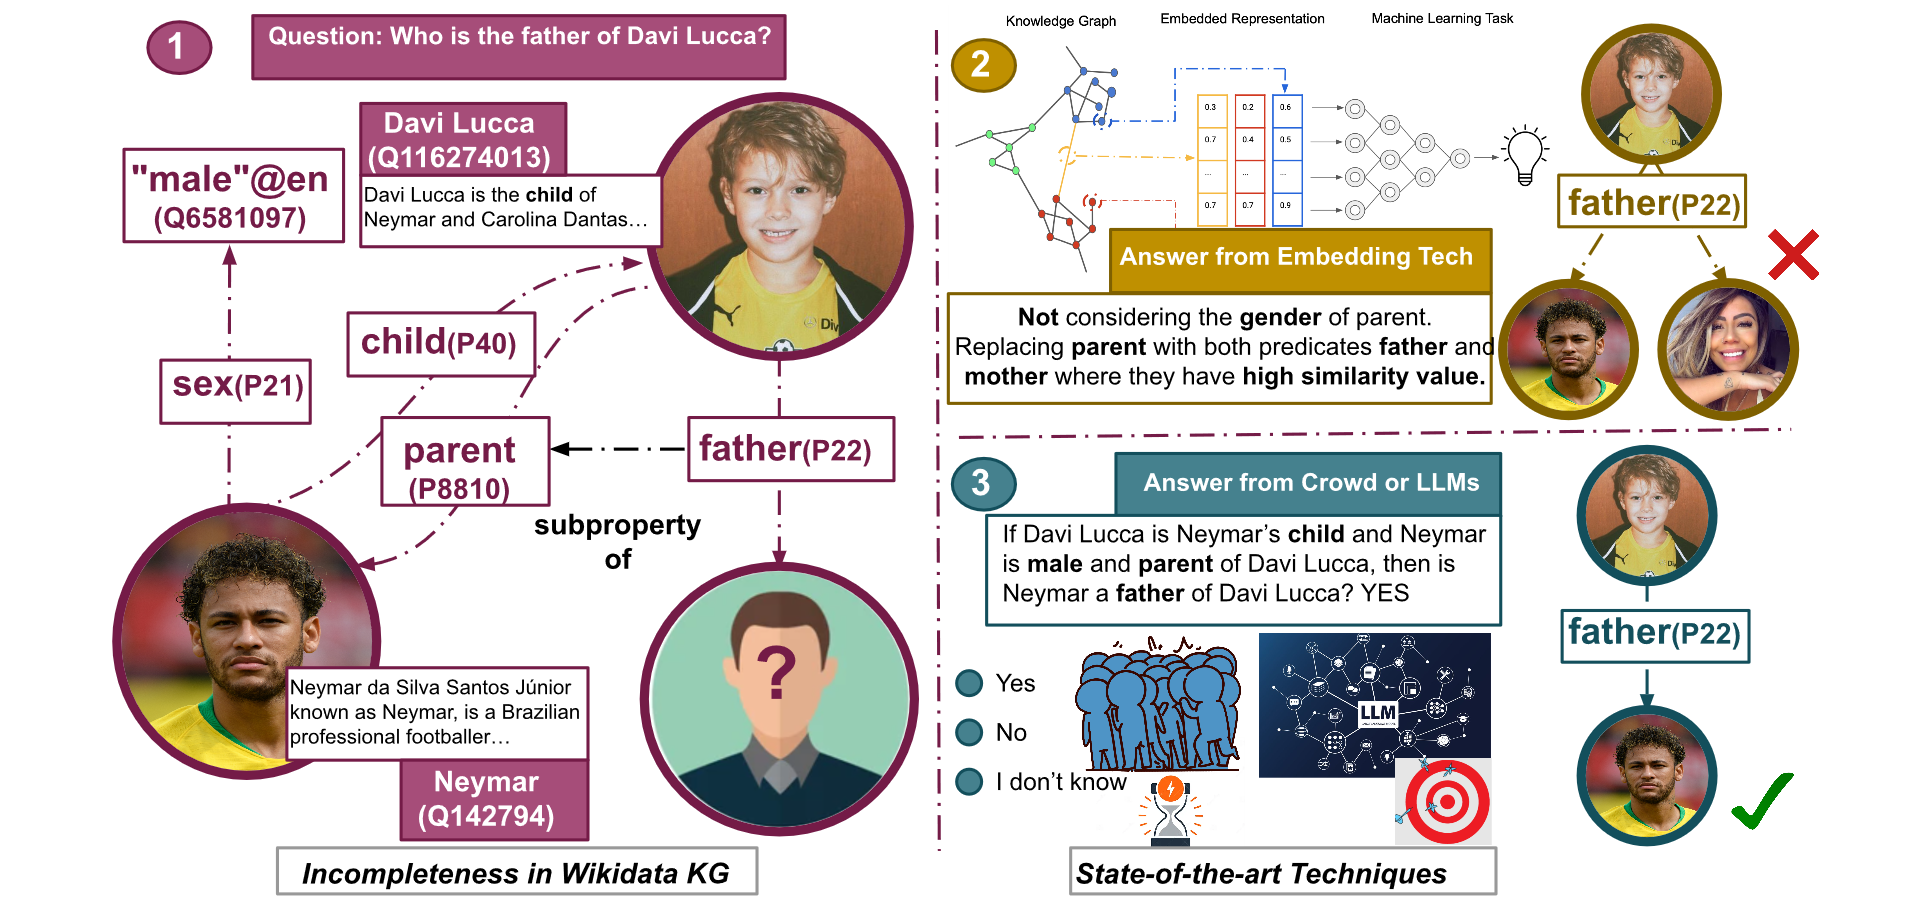 1
Question: Who is the father of Davi Lucca?
Davi Lucca
(Q116274013)
Davi Lucca is the child of
Neymar and Carolina Dantas…
"male"@en
(Q6581097)
child(P40)
sex(P21)
parent
(P8810)
father(P22)
subproperty
of
?
Neymar da Silva Santos Júnior
known as Neymar, is a Brazilian
professional footballer…
Neymar
(Q142794)
Incompleteness in Wikidata KG
Knowledge Graph
Embedded Representation
Machine Learning Task
2
0.3 0.2 0.6
0.7 0.4 0.5
... ... ...
0.7 0.7 0.9
father(P22)
Answer from Embedding Tech
Not considering the gender of parent.
Replacing parent with both predicates father and
mother where they have high similarity value.
3
Answer from Crowd or LLMs
If Davi Lucca is Neymar’s child and Neymar
is male and parent of Davi Lucca, then is
Neymar a father of Davi Lucca? YES
father(P22)
Yes
No
I don’t know
LLM
State-of-the-art Techniques